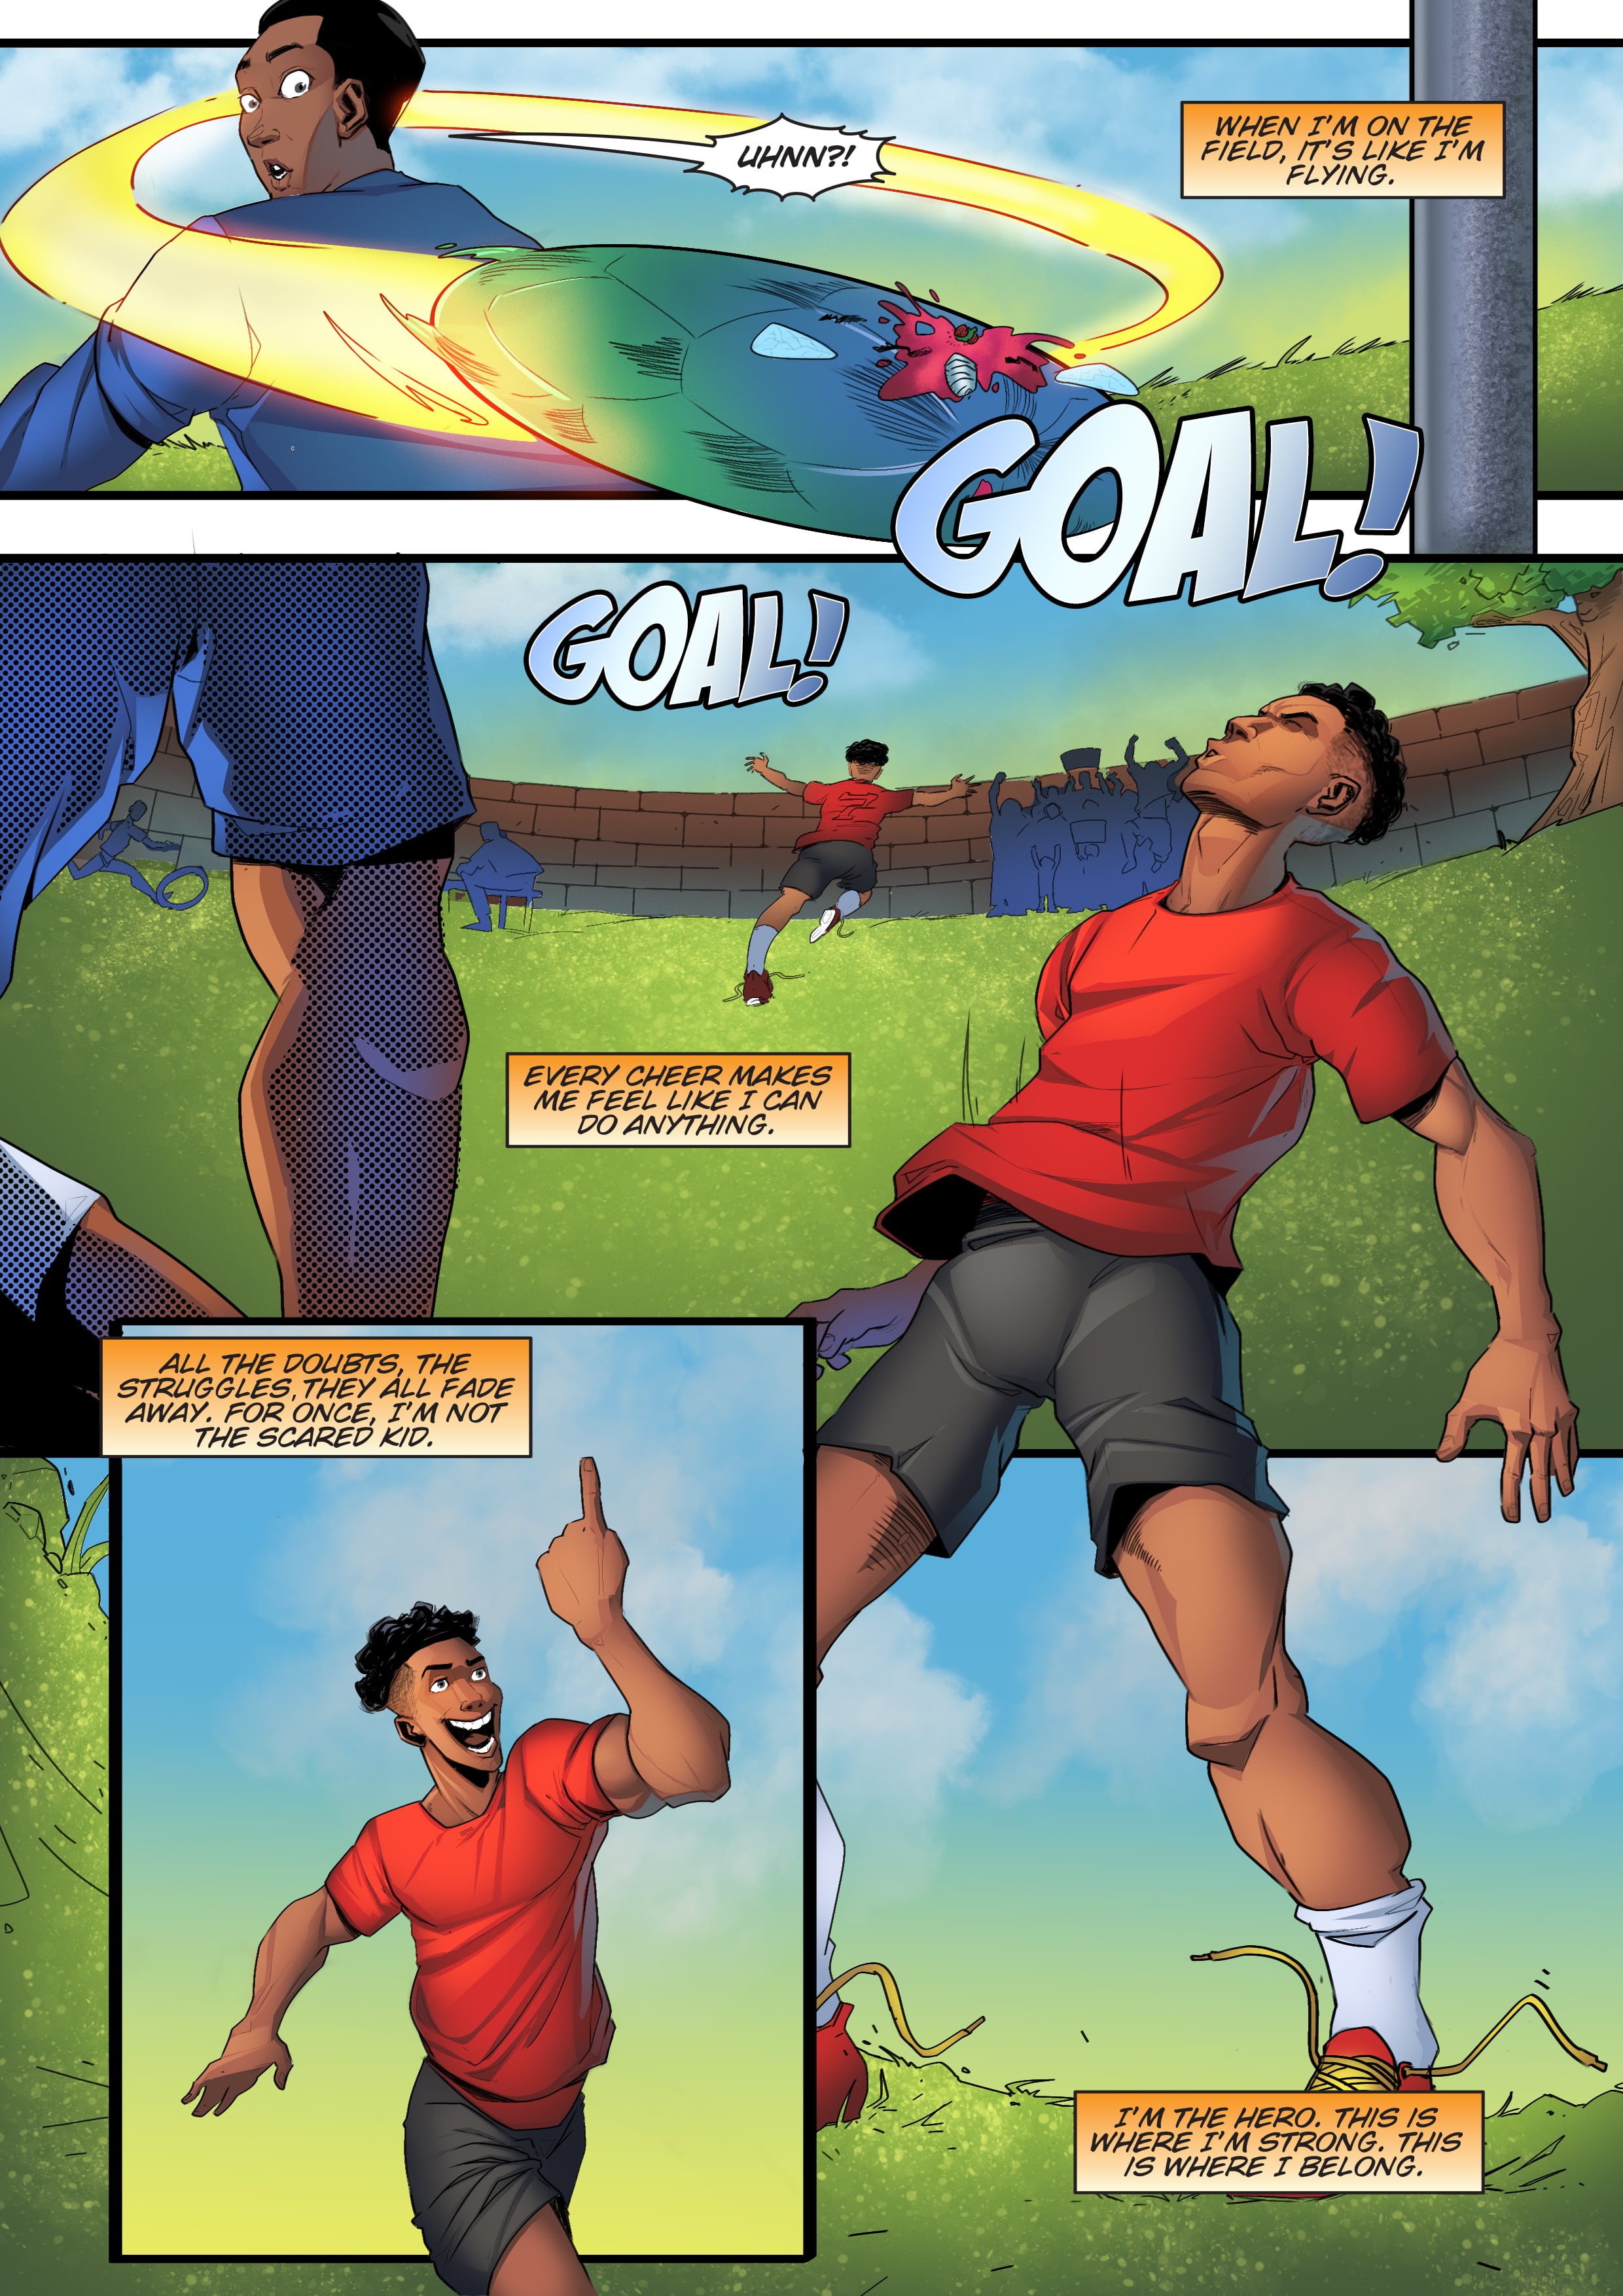 UHNN?!
WHEN I'M ON THE
FIELD, IT'S LIKE I'M
FLYING.
GOAL!
GOAL!
7
EVERY CHEER MAKES
ME FEEL LIKE I CAN
DO ANYTHING.
ALL THE DOUBTS, THE
STRUGGLES, THEY ALL FADE
AWAY. FOR ONCE, I'M NOT
THE SCARED KID.
I'M THE HERO. THIS IS
WHERE I'M STRONG. THIS
IS WHERE I BELONG.